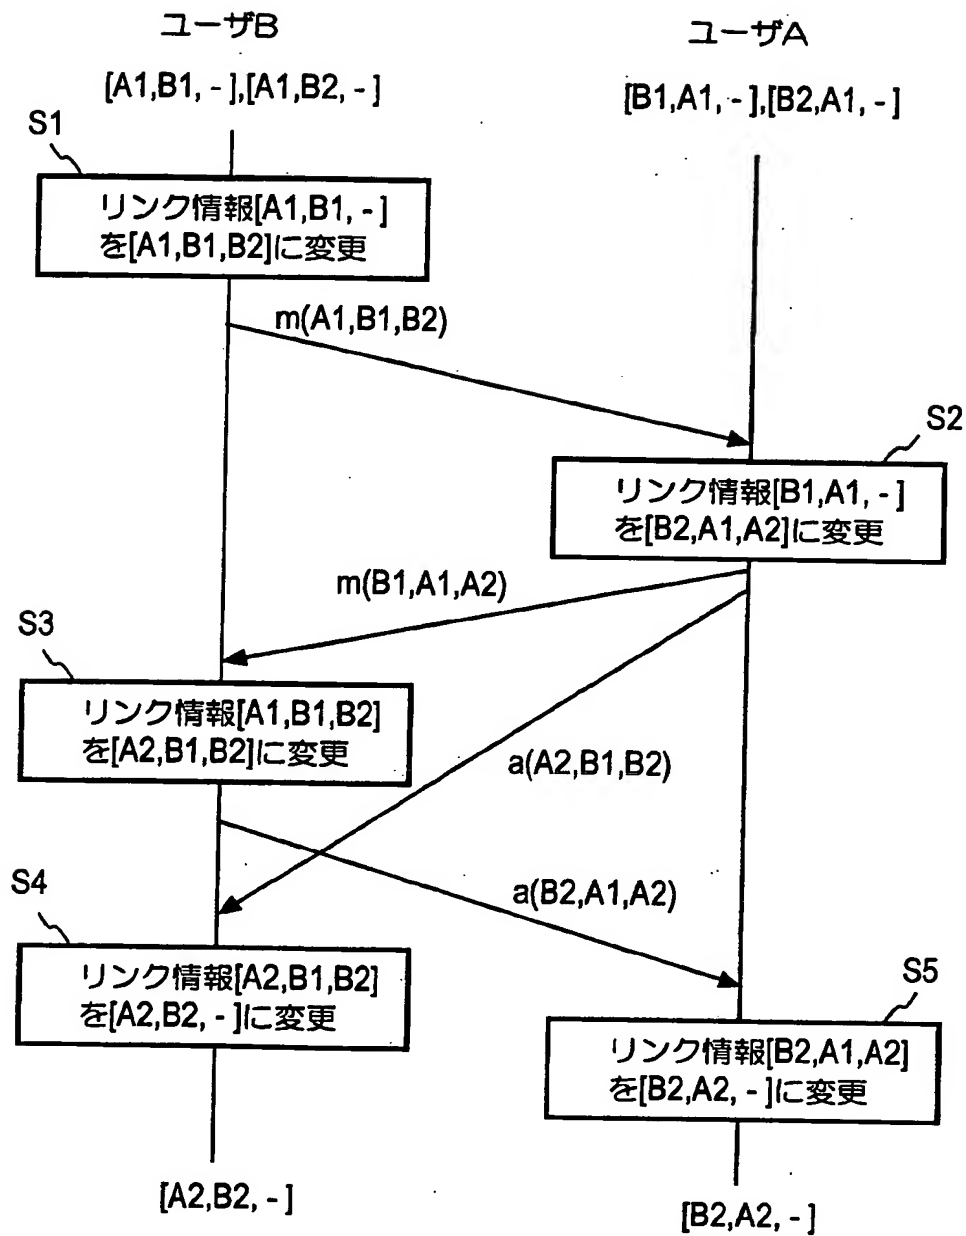 ユーザB
ユーザA
[A1,B1, - ],[A1,B2, - ]
[B1,A1, - ],[B2,A1, - ]
S1
リンク情報[A1,B1, - ]
を[A1,B1,B2]に変更
m(A1,B1,B2)
S2
リンク情報[B1,A1, - ]
を[B2,A1,A2]に変更
m(B1,A1,A2)
S3
リンク情報[A1,B1,B2]
を[A2,B1,B2]に変更
a(A2,B1,B2)
a(B2,A1,A2)
S4
リンク情報[A2,B1,B2]
を[A2,B2, - ]に変更
S5
リンク情報[B2,A1,A2]
を[B2,A2, - ]に変更
[A2,B2, - ]
[B2,A2, - ]